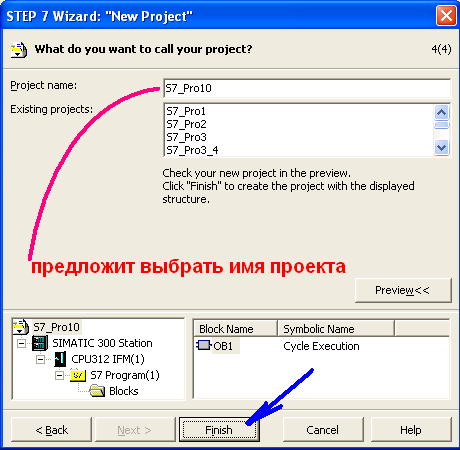 STEP 7 Wizard: "New Project"
What do you want to call your project?
4(4)
Project name:
S7_Pro10
Existing projects:
S7_Pro1
S7_Pro2
S7_Pro3
S7_Pro3_4
Check your new project in the preview.
Click "Finish" to create the project with the displayed
structure.
предложит выбрать имя проекта
Preview<<
S7_Pro10
SIMATIC 300 Station
CPU312 IFM(1)
S7 Program(1)
Blocks
Block Name Symbolic Name
OB1 Cycle Execution
< Back Next > Finish Cancel Help